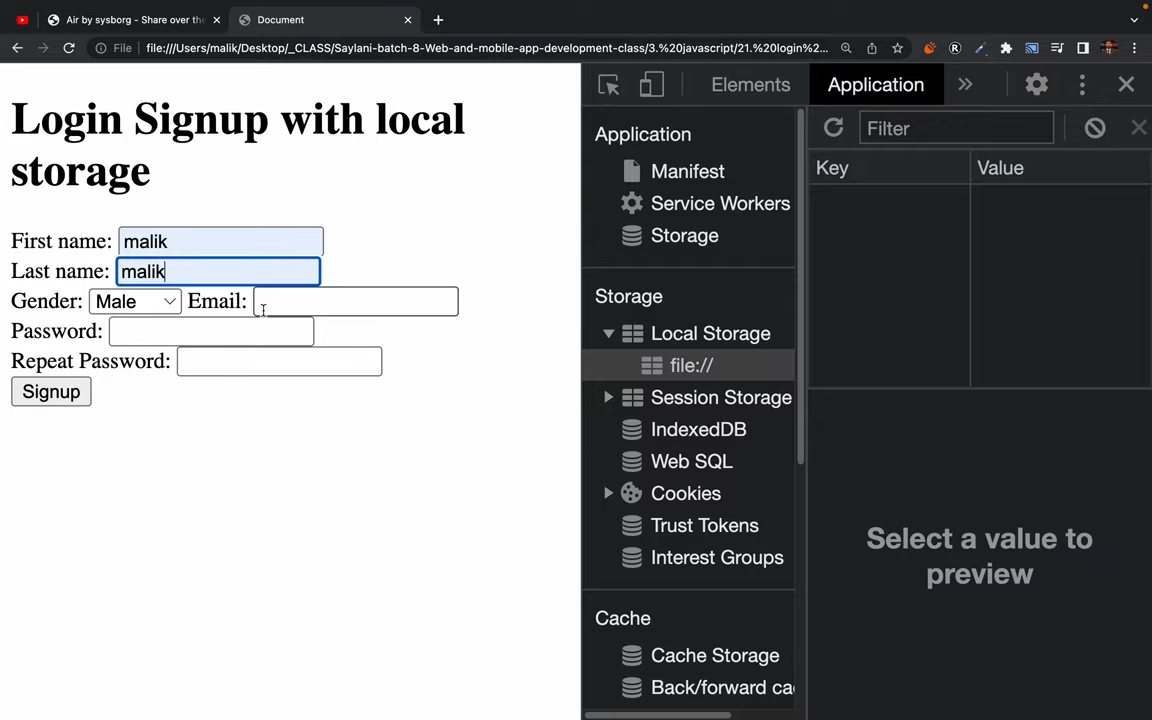 Air by sysborg - Share over the
Document
File
file:///Users/malik/Desktop/_CLASS/Saylani-batch-8-Web-and-mobile-app-development-class/3.%20javascript/21.%20login%...
Login Signup with local
storage
First name: malik
Last name: malik
Gender: Male Email:
Password:
Repeat Password:
Signup
Elements
Application
Filter
Application
Manifest
Service Workers
Storage
Storage
Local Storage
file://
Session Storage
IndexedDB
Web SQL
Cookies
Trust Tokens
Interest Groups
Cache
Cache Storage
Back/forward ca
Key Value
Select a value to
preview